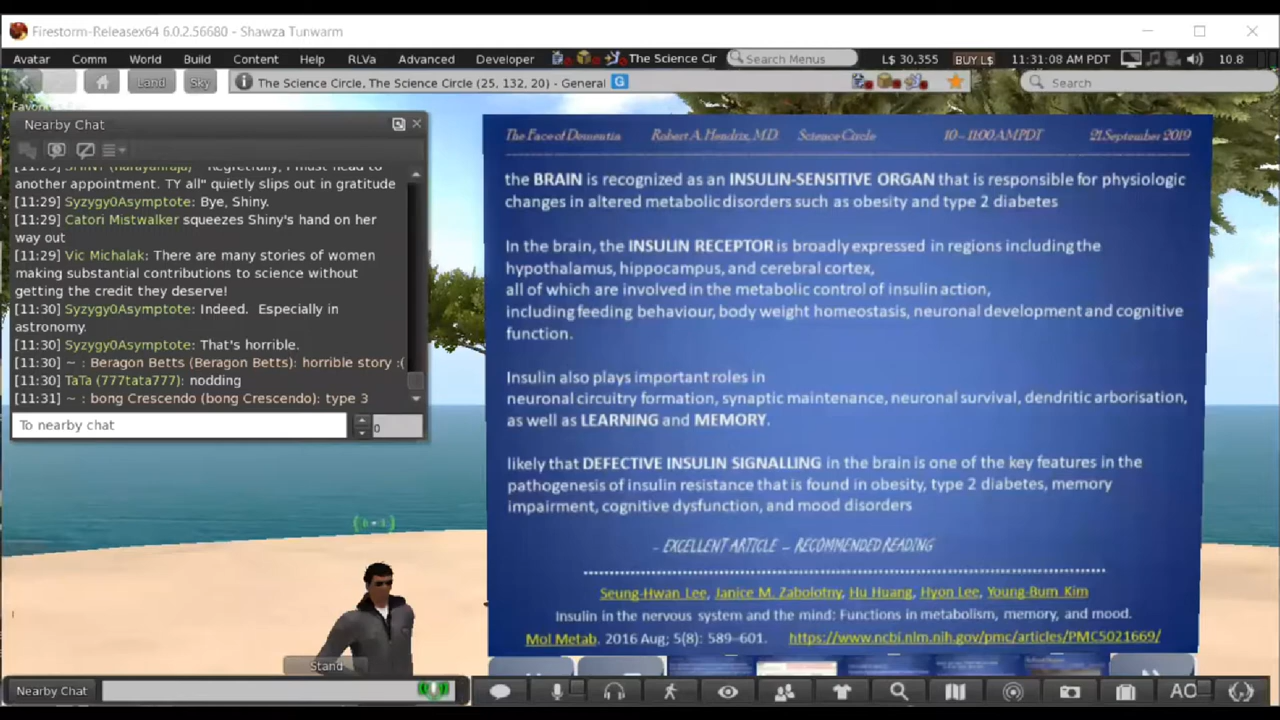 Firestorm-Releasex64 6.0.2.56680 - Shawza Tunwarm
Avatar Comm World Build Content Help RLVa Advanced Developer The Science Cir Search Menus L$ 30,355 BUY L$ 11:31:08 AM PDT 10.8
Land Sky The Science Circle, The Science Circle (25, 132, 20) - General Search
Nearby Chat
another appointment. TY all" quietly slips out in gratitude
[11:29] Syzygy0Asymptote: Bye, Shiny.
[11:29] Catori Mistwalker squeezes Shiny's hand on her
way out
[11:29] Vic Michalak: There are many stories of women
making substantial contributions to science without
getting the credit they deserve!
[11:30] Syzygy0Asymptote: Indeed. Especially in
astronomy.
[11:30] Syzygy0Asymptote: That's horrible.
[11:30] ~ : Beragon Betts (Beragon Betts): horrible story :(
[11:30] TaTa (777tata777): nodding
[11:31] ~ : bong Crescendo (bong Crescendo): type 3
To nearby chat 0
The Face of Dementia Robert A. Hendrix, M.D. Science Circle 10 - 11:00 AM PDT 21 September 2019
the BRAIN is recognized as an INSULIN-SENSITIVE ORGAN that is responsible for physiologic
changes in altered metabolic disorders such as obesity and type 2 diabetes
In the brain, the INSULIN RECEPTOR is broadly expressed in regions including the
hypothalamus, hippocampus, and cerebral cortex,
all of which are involved in the metabolic control of insulin action,
including feeding behaviour, body weight homeostasis, neuronal development and cognitive
function.
Insulin also plays important roles in
neuronal circuitry formation, synaptic maintenance, neuronal survival, dendritic arborisation,
as well as LEARNING and MEMORY.
likely that DEFECTIVE INSULIN SIGNALLING in the brain is one of the key features in the
pathogenesis of insulin resistance that is found in obesity, type 2 diabetes, memory
impairment, cognitive dysfunction, and mood disorders
- EXCELLENT ARTICLE - RECOMMENDED READING
Seung-Hwan Lee, Janice M. Zabolotny, Hu Huang, Hyon Lee, Young-Bum Kim
Insulin in the nervous system and the mind: Functions in metabolism, memory, and mood.
Mol Metab. 2016 Aug; 5(8): 589–601. https://www.ncbi.nlm.nih.gov/pmc/articles/PMC5021669/
Stand
Nearby Chat AO